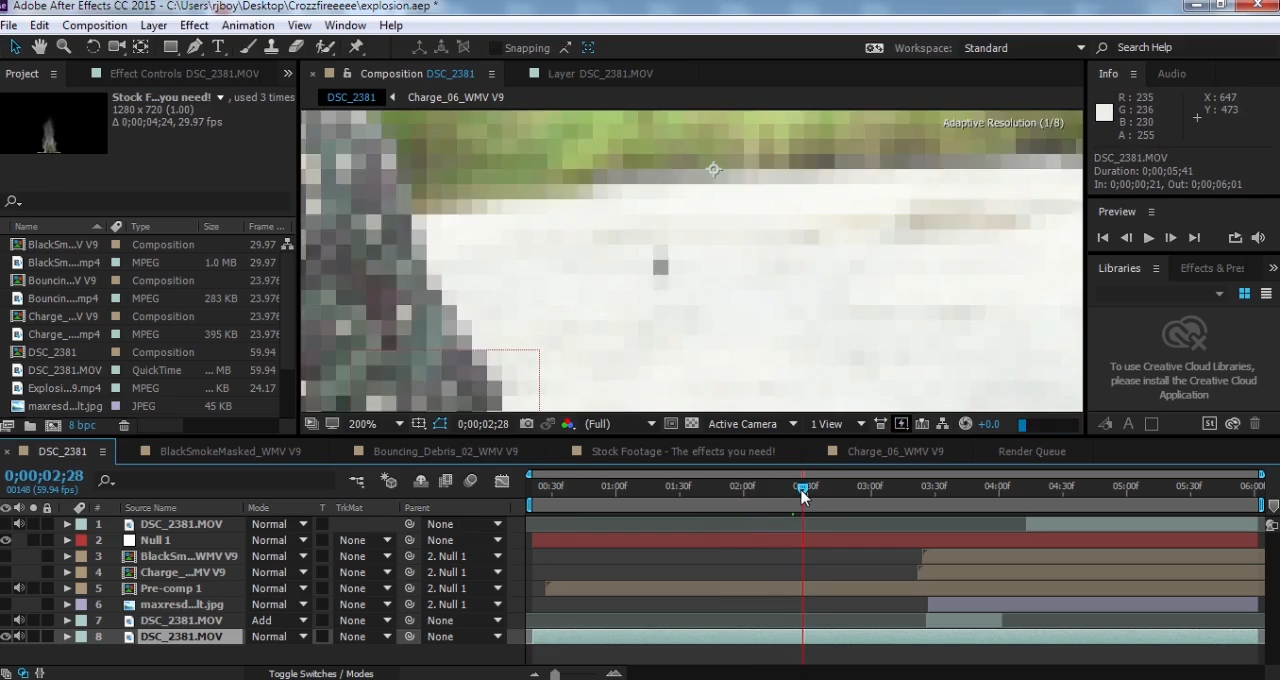 Adobe After Effects CC 2015 - C:\Users\rjboy\Desktop\Crozzfireeeee\explosion.aep *
File Edit Composition Layer Effect Animation View Window Help
Snapping Workspace: Standard Search Help
Project Effect Controls DSC_2381.MOV » Composition DSC_2381 Layer DSC_2381.MOV Info Audio
Stock F...you need! , used 3 times
1280 x 720 (1.00)
Δ 0;00;04;24, 29.97 fps
DSC_2381 Charge_06_WMV V9
Adaptive Resolution (1/8)
R : 235
G : 236
B : 230
A : 255
X : 647
Y : 473
DSC_2381.MOV
Duration: 0;00;05;41
In: 0;00;00;21, Out: 0;00;06;01
Preview
Libraries Effects & Pres »
To use Creative Cloud Libraries,
please install the Creative Cloud
Application
Name Type Size Frame ...
BlackSm...V V9 Composition 29.97
BlackSm....mp4 MPEG 1.0 MB 29.97
Bouncin...V V9 Composition 23.976
Bouncin....mp4 MPEG 283 KB 23.976
Charge_...V V9 Composition 23.976
Charge_....mp4 MPEG 395 KB 23.976
DSC_2381 Composition 59.94
DSC_2381.MOV QuickTime ... MB 59.94
Explosi...9.mp4 MPEG ... KB 24.17
maxresd...lt.jpg JPEG 45 KB
8 bpc
200% 0;00;02;28 (Full) Active Camera 1 View +0.0
DSC_2381 BlackSmokeMasked_WMV V9 Bouncing_Debris_02_WMV V9 Stock Footage - The effects you need! Charge_06_WMV V9 Render Queue
0;00;02;28
00148 (59.94 fps)
00:30f 01:00f 01:30f 02:00f 03:00f 03:30f 04:00f 04:30f 05:00f 05:30f 06:00
# Source Name Mode T TrkMat Parent
1 DSC_2381.MOV Normal None
2 Null 1 Normal None None
3 BlackSm...WMV V9 Normal None 2. Null 1
4 Charge_...MV V9 Normal None 2. Null 1
5 Pre-comp 1 Normal None 2. Null 1
6 maxresd...lt.jpg Normal None 2. Null 1
7 DSC_2381.MOV Add None None
8 DSC_2381.MOV Normal None None
Toggle Switches / Modes